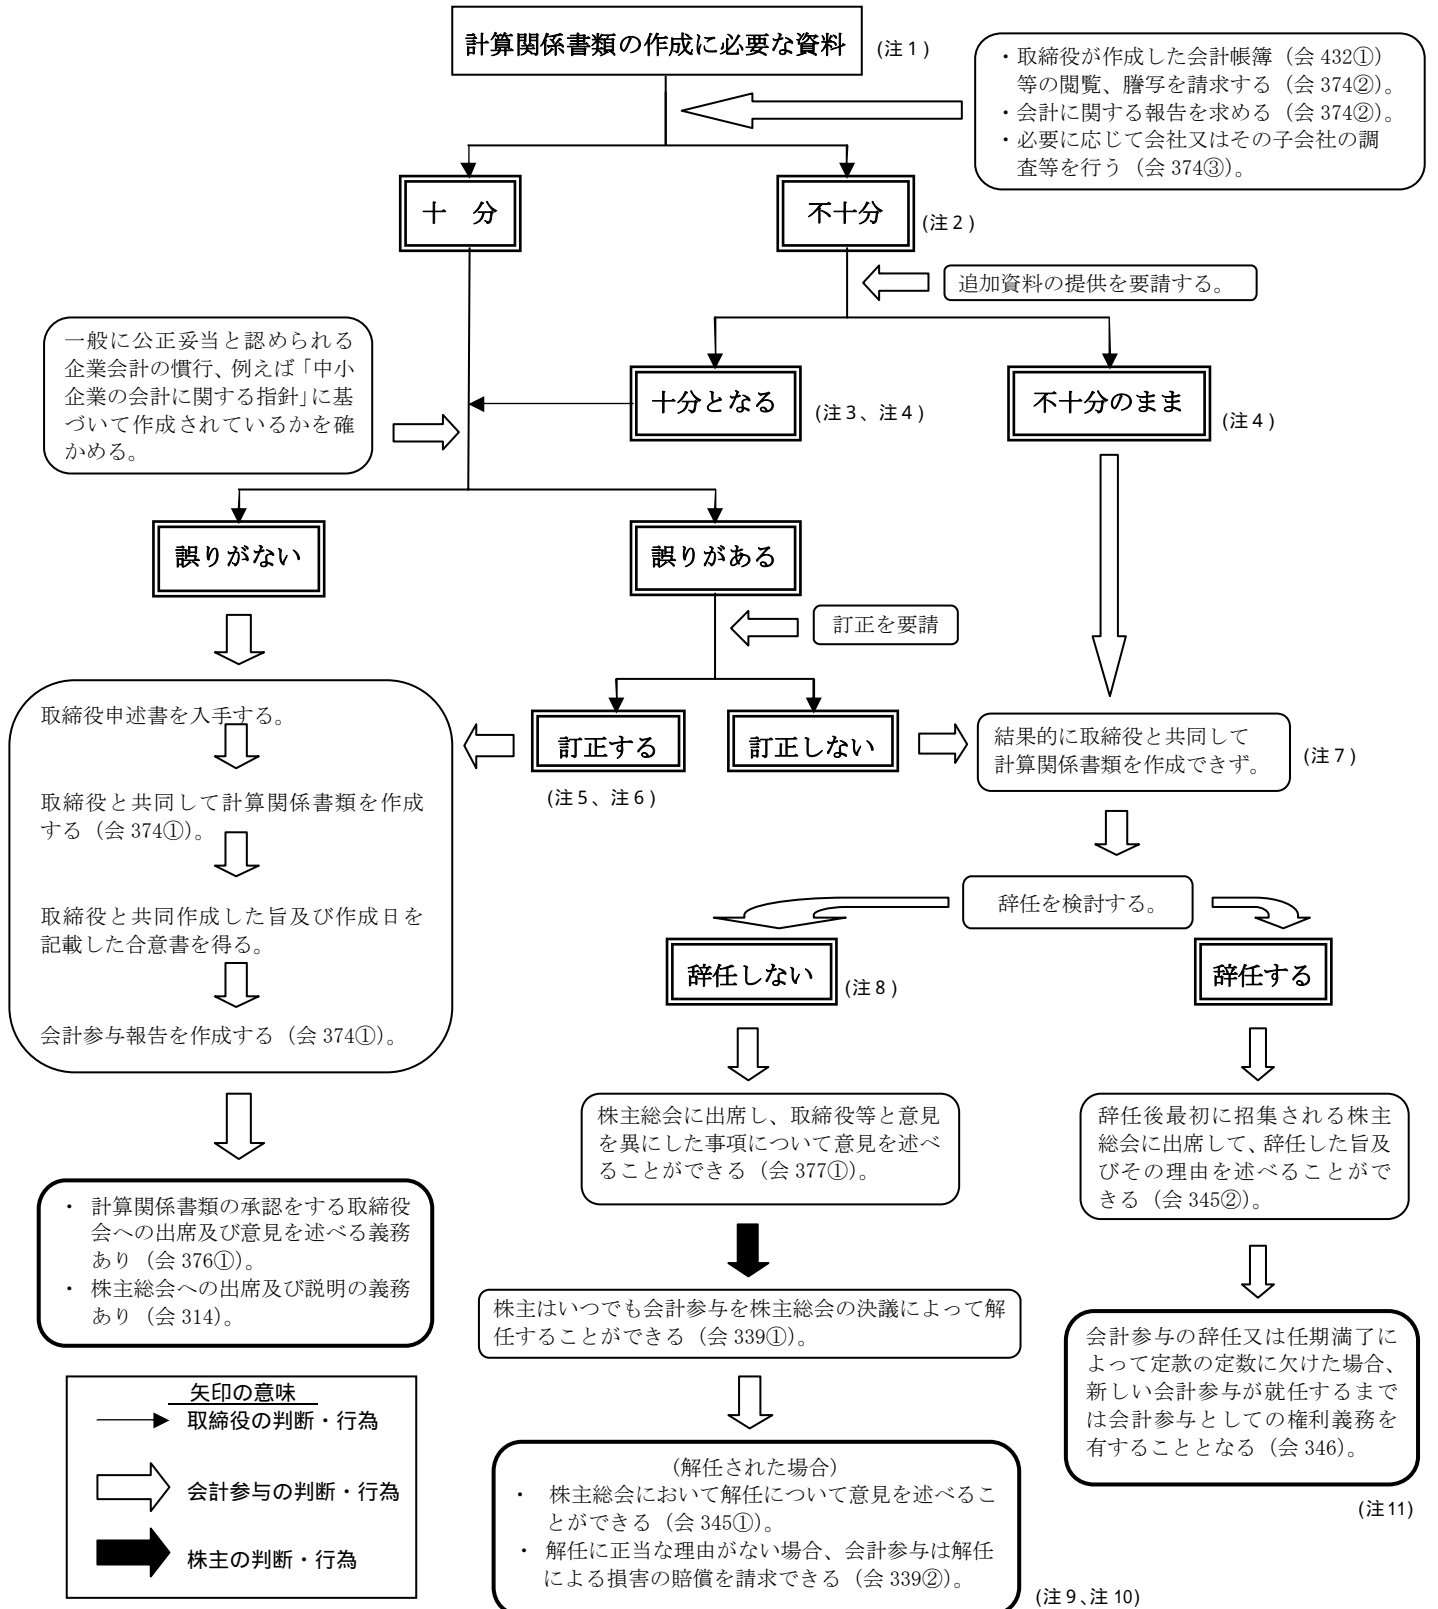 計算関係書類の作成に必要な資料
(注１)
・取締役が作成した会計帳簿（会 432①）
等の閲覧、謄写を請求する（会 374②）。
・会計に関する報告を求める（会 374②）。
・必要に応じて会社又はその子会社の調
査等を行う（会 374③）。
十　分
不十分
(注２)
追加資料の提供を要請する。
一般に公正妥当と認められる
企業会計の慣行、例えば「中小
企業の会計に関する指針」に基
づいて作成されているかを確
かめる。
十分となる
(注３、注４)
不十分のまま
(注４)
誤りがない
誤りがある
訂正を要請
取締役申述書を入手する。
取締役と共同して計算関係書類を作成
する（会 374①）。
取締役と共同作成した旨及び作成日を
記載した合意書を得る。
会計参与報告を作成する（会 374①）。
訂正する
(注５、注６)
訂正しない
結果的に取締役と共同して
計算関係書類を作成できず。
(注７)
辞任を検討する。
辞任しない
(注８)
辞任する
株主総会に出席し、取締役等と意見
を異にした事項について意見を述べ
ることができる（会 377①）。
辞任後最初に招集される株主
総会に出席して、辞任した旨及
びその理由を述べることがで
きる（会 345②）。
・ 計算関係書類の承認をする取締役
会への出席及び意見を述べる義務
あり（会 376①）。
・ 株主総会への出席及び説明の義務
あり（会 314）。
株主はいつでも会計参与を株主総会の決議によって解
任することができる（会 339①）。
会計参与の辞任又は任期満了に
よって定款の定数に欠けた場合、
新しい会計参与が就任するまで
は会計参与としての権利義務を
有することとなる（会 346）。
(注11)
矢印の意味
取締役の判断・行為
会計参与の判断・行為
株主の判断・行為
（解任された場合）
・ 株主総会において解任について意見を述べるこ
とができる（会 345①）。
・ 解任に正当な理由がない場合、会計参与は解任
による損害の賠償を請求できる（会 339②）。
(注９、注 10)